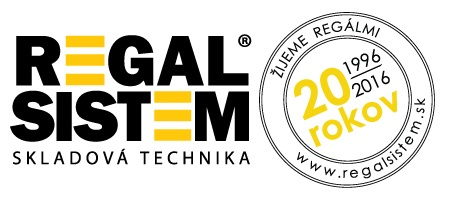 REGAL®
SISTEM
SKLADOVÁ TECHNIKA
ŽIJEME REGÁLMI
20
rokov
1996
2016
www.regalsistem.sk